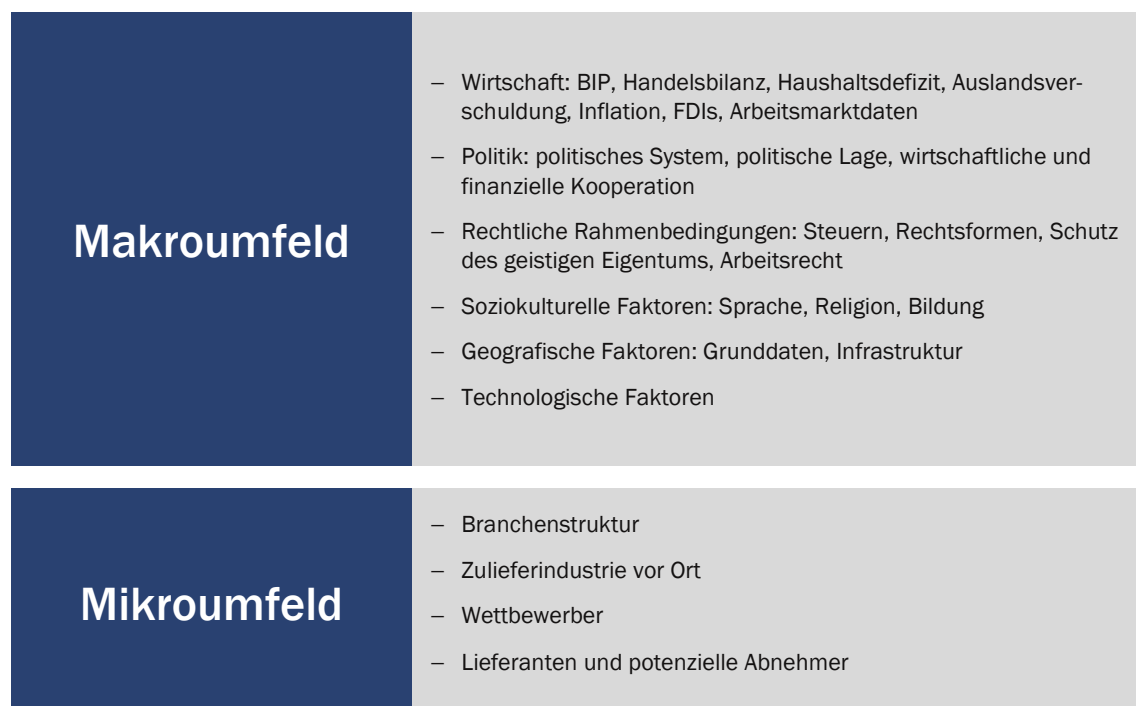 Makroumfeld
– Wirtschaft: BIP, Handelsbilanz, Haushaltsdefizit, Auslandsver-
schuldung, Inflation, FDIs, Arbeitsmarktdaten
– Politik: politisches System, politische Lage, wirtschaftliche und
finanzielle Kooperation
– Rechtliche Rahmenbedingungen: Steuern, Rechtsformen, Schutz
des geistigen Eigentums, Arbeitsrecht
– Soziokulturelle Faktoren: Sprache, Religion, Bildung
– Geografische Faktoren: Grunddaten, Infrastruktur
– Technologische Faktoren
Mikroumfeld
– Branchenstruktur
– Zulieferindustrie vor Ort
– Wettbewerber
– Lieferanten und potenzielle Abnehmer